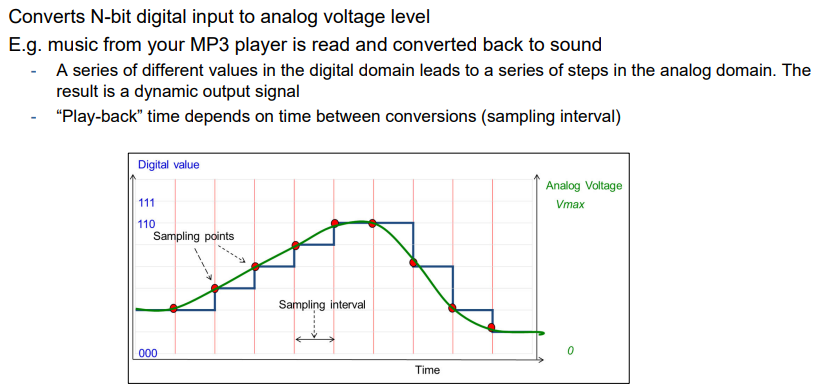 Converts N-bit digital input to analog voltage level
E.g. music from your MP3 player is read and converted back to sound
- A series of different values in the digital domain leads to a series of steps in the analog domain. The
result is a dynamic output signal
- “Play-back” time depends on time between conversions (sampling interval)
Digital value
Analog Voltage
111
Vmax
110
Sampling points
Sampling interval
000
0
Time